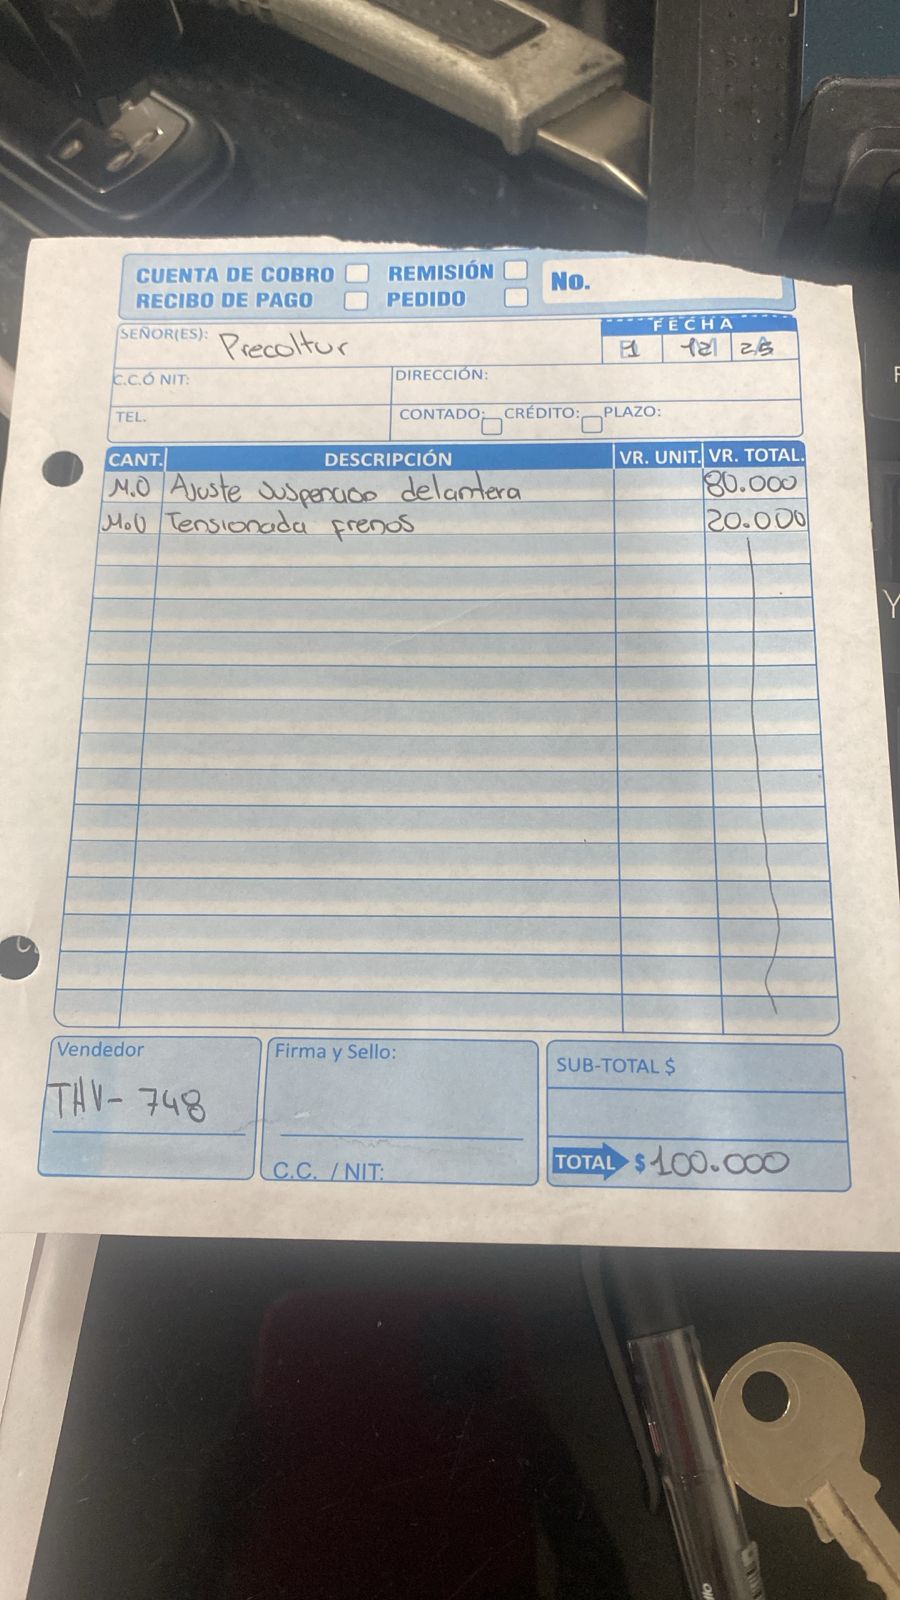 CUENTA DE COBRO REMISIÓN No.
RECIBO DE PAGO PEDIDO
SEÑOR(ES): Precoltur FECHA
12 25
C.C.Ó NIT: DIRECCIÓN:
TEL. CONTADO: CRÉDITO: PLAZO:
CANT. DESCRIPCIÓN VR. UNIT. VR. TOTAL.
M.O Ajuste suspencion delantera 80.000
M.O Tensionada frenos 20.000
Vendedor Firma y Sello: SUB-TOTAL $
THV-748
C.C. / NIT: TOTAL $ 100.000